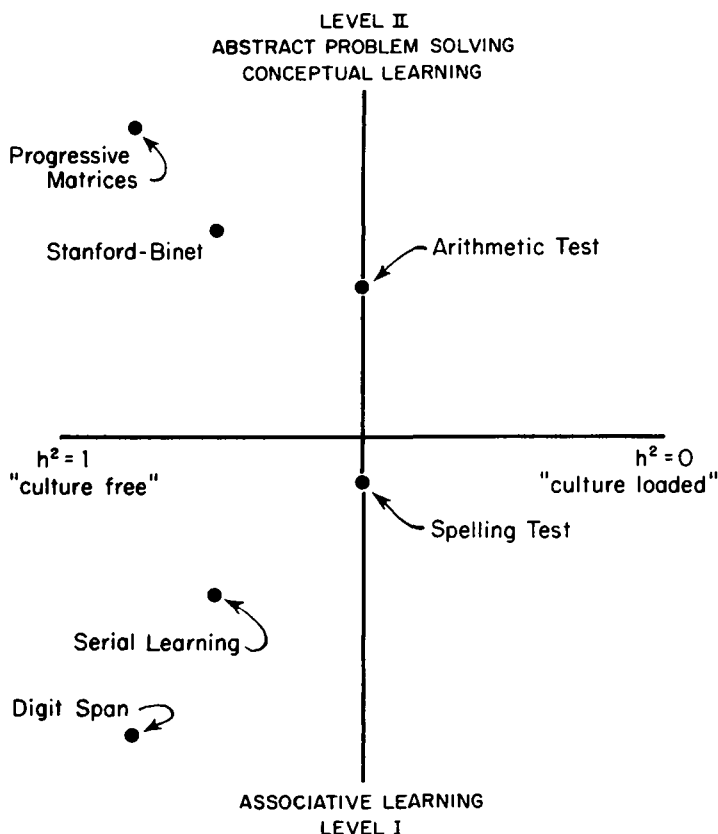 LEVEL II
ABSTRACT PROBLEM SOLVING
CONCEPTUAL LEARNING
Progressive
Matrices
Stanford-Binet
Arithmetic Test
h² = 1
"culture free"
h² = 0
"culture loaded"
Spelling Test
Serial Learning
Digit Span
ASSOCIATIVE LEARNING
LEVEL I